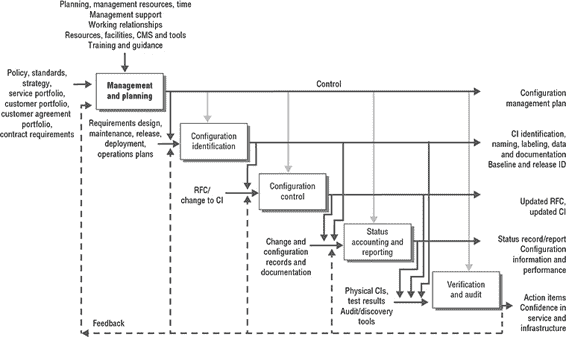 Planning, management resources, time
Management support
Working relationships
Resources, facilities, CMS and tools
Training and guidance
Policy, standards,
strategy,
service portfolio,
customer portfolio,
customer agreement
portfolio,
contract requirements
Management
and planning
Control
Configuration
management plan
Requirements design,
maintenance, release,
deployment,
operations plans
Configuration
identification
CI identification,
naming, labeling, data
and documentation
Baseline and release ID
RFC/
change to CI
Configuration
control
Updated RFC,
updated CI
Change and
configuration
records and
documentation
Status
accounting and
reporting
Status record/report
Configuration
information and
performance
Physical CIs,
test results
Audit/discovery
tools
Verification
and audit
Action items
Confidence in
service and
infrastructure
Feedback